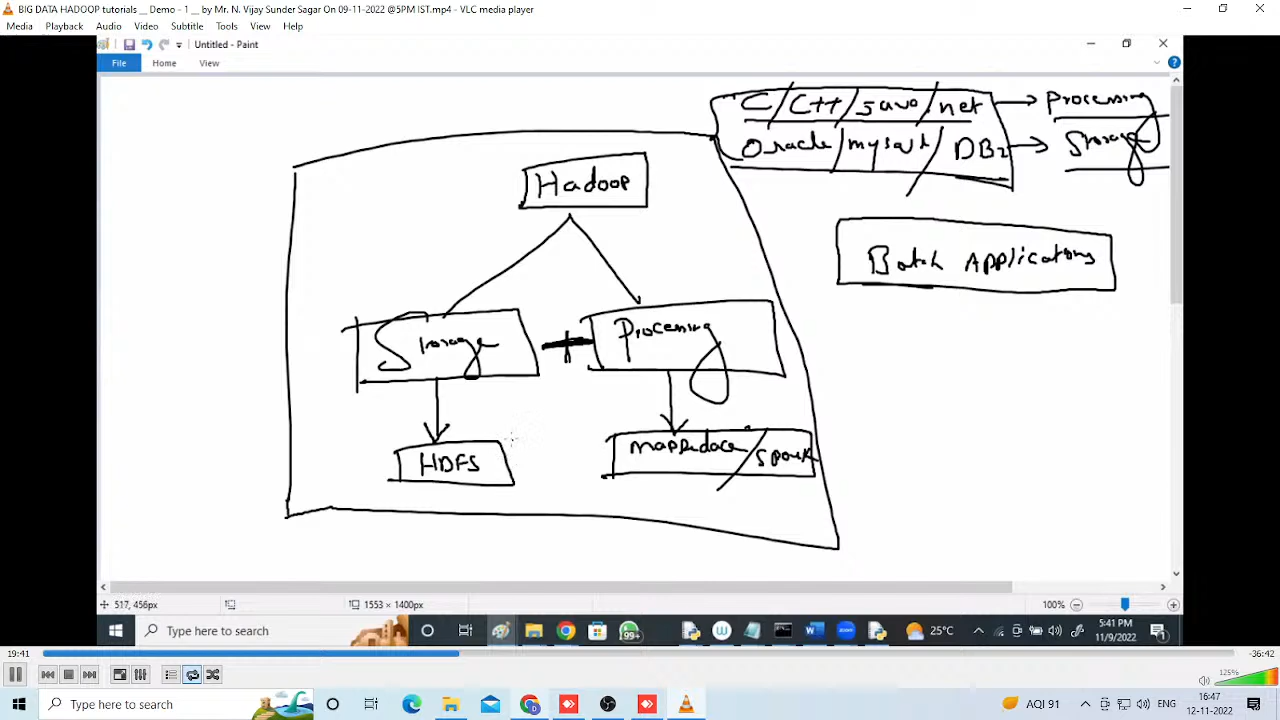 BIG DATA HADOOP tutorials __ Demo - 1 __ by Mr. N. Vijay Sunder Sagar On 09-11-2022 @5PM IST.mp4 - VLC media player
Media Playback Audio Video Subtitle Tools View Help
Untitled - Paint
File Home View
C/C++/Java/.net Processing
Oracle/mysql/DB2 Storage
Hadoop
Batch Applications
Storage + Processing
HDFS
mapReduce/Spark
517, 456px 1553 × 1400px 100%
Type here to search 99+ 25°C 5:41 PM
11/9/2022
19:41 -36:42
125%
Type here to search AQI 91 16:47
12-11-2022